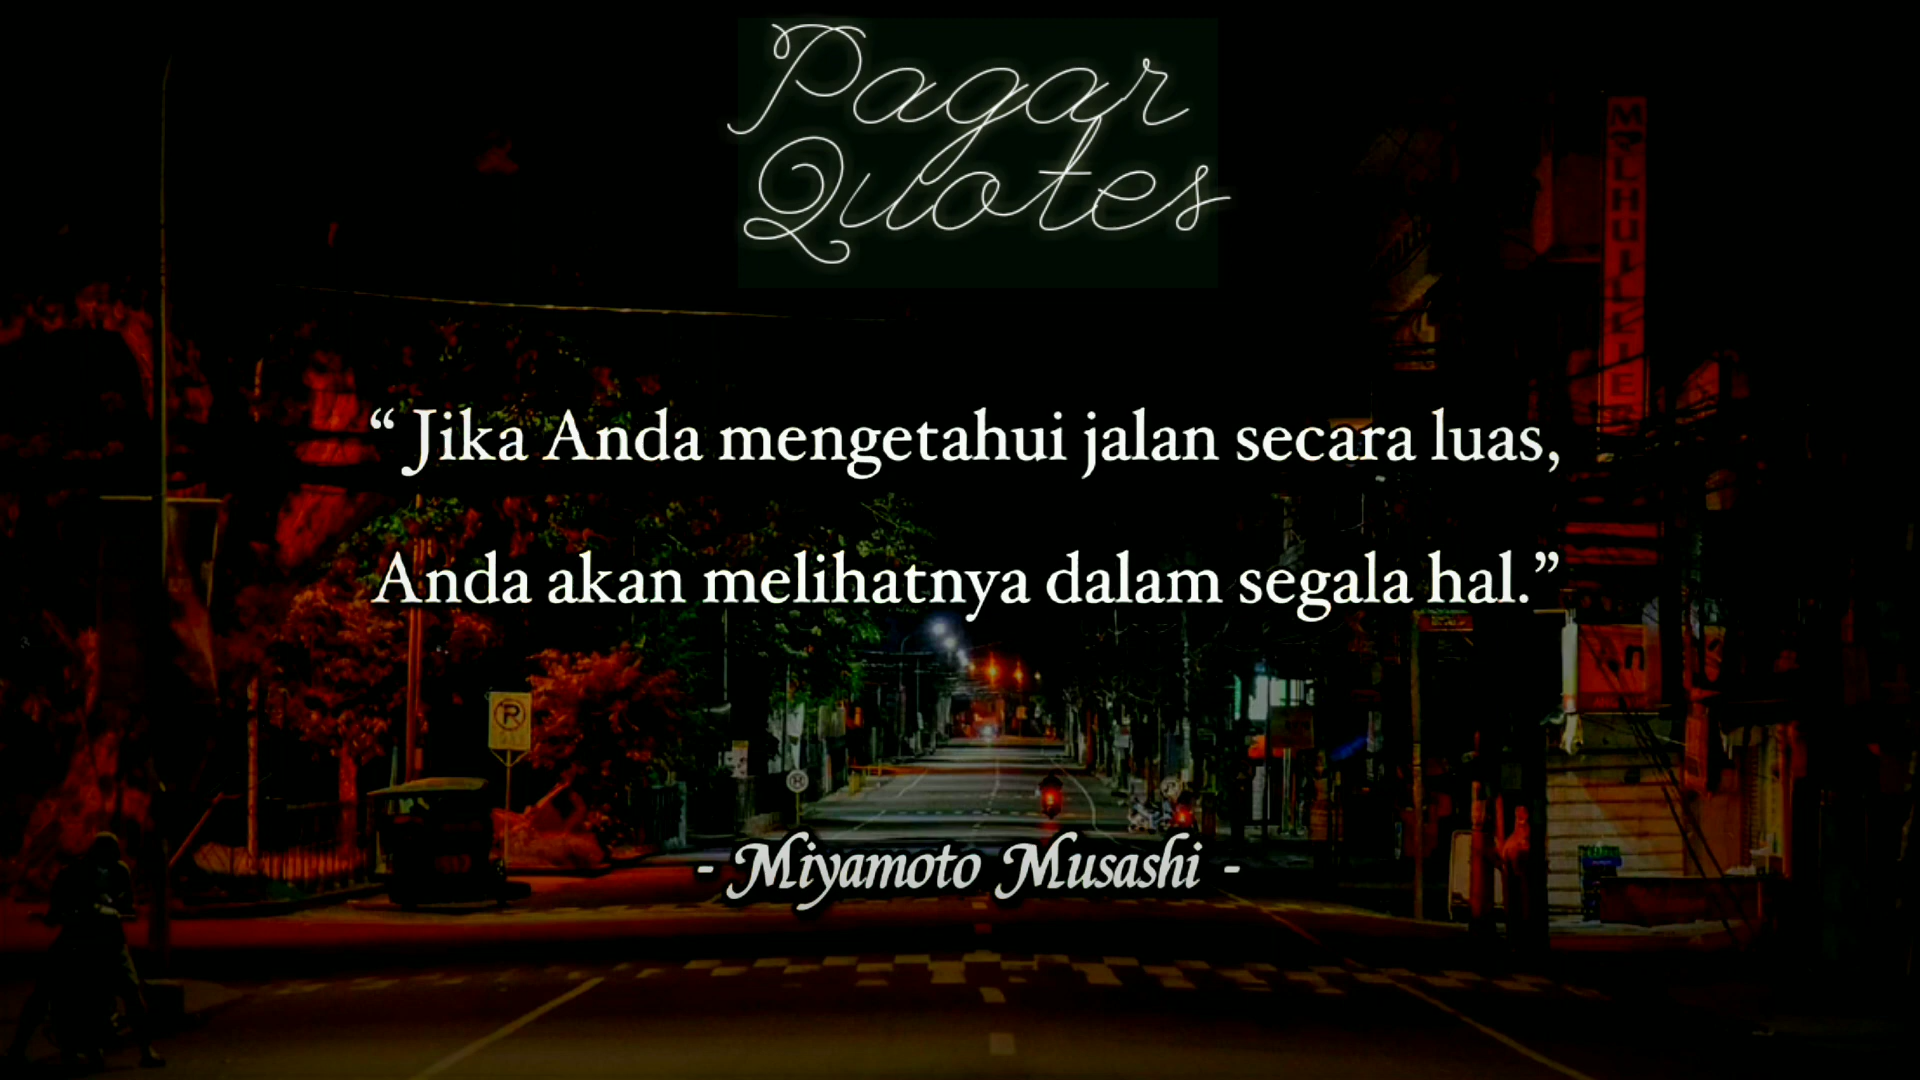 Pagar
Quotes
“Jika Anda mengetahui jalan secara luas,
Anda akan melihatnya dalam segala hal.”
- Miyamoto Musashi -